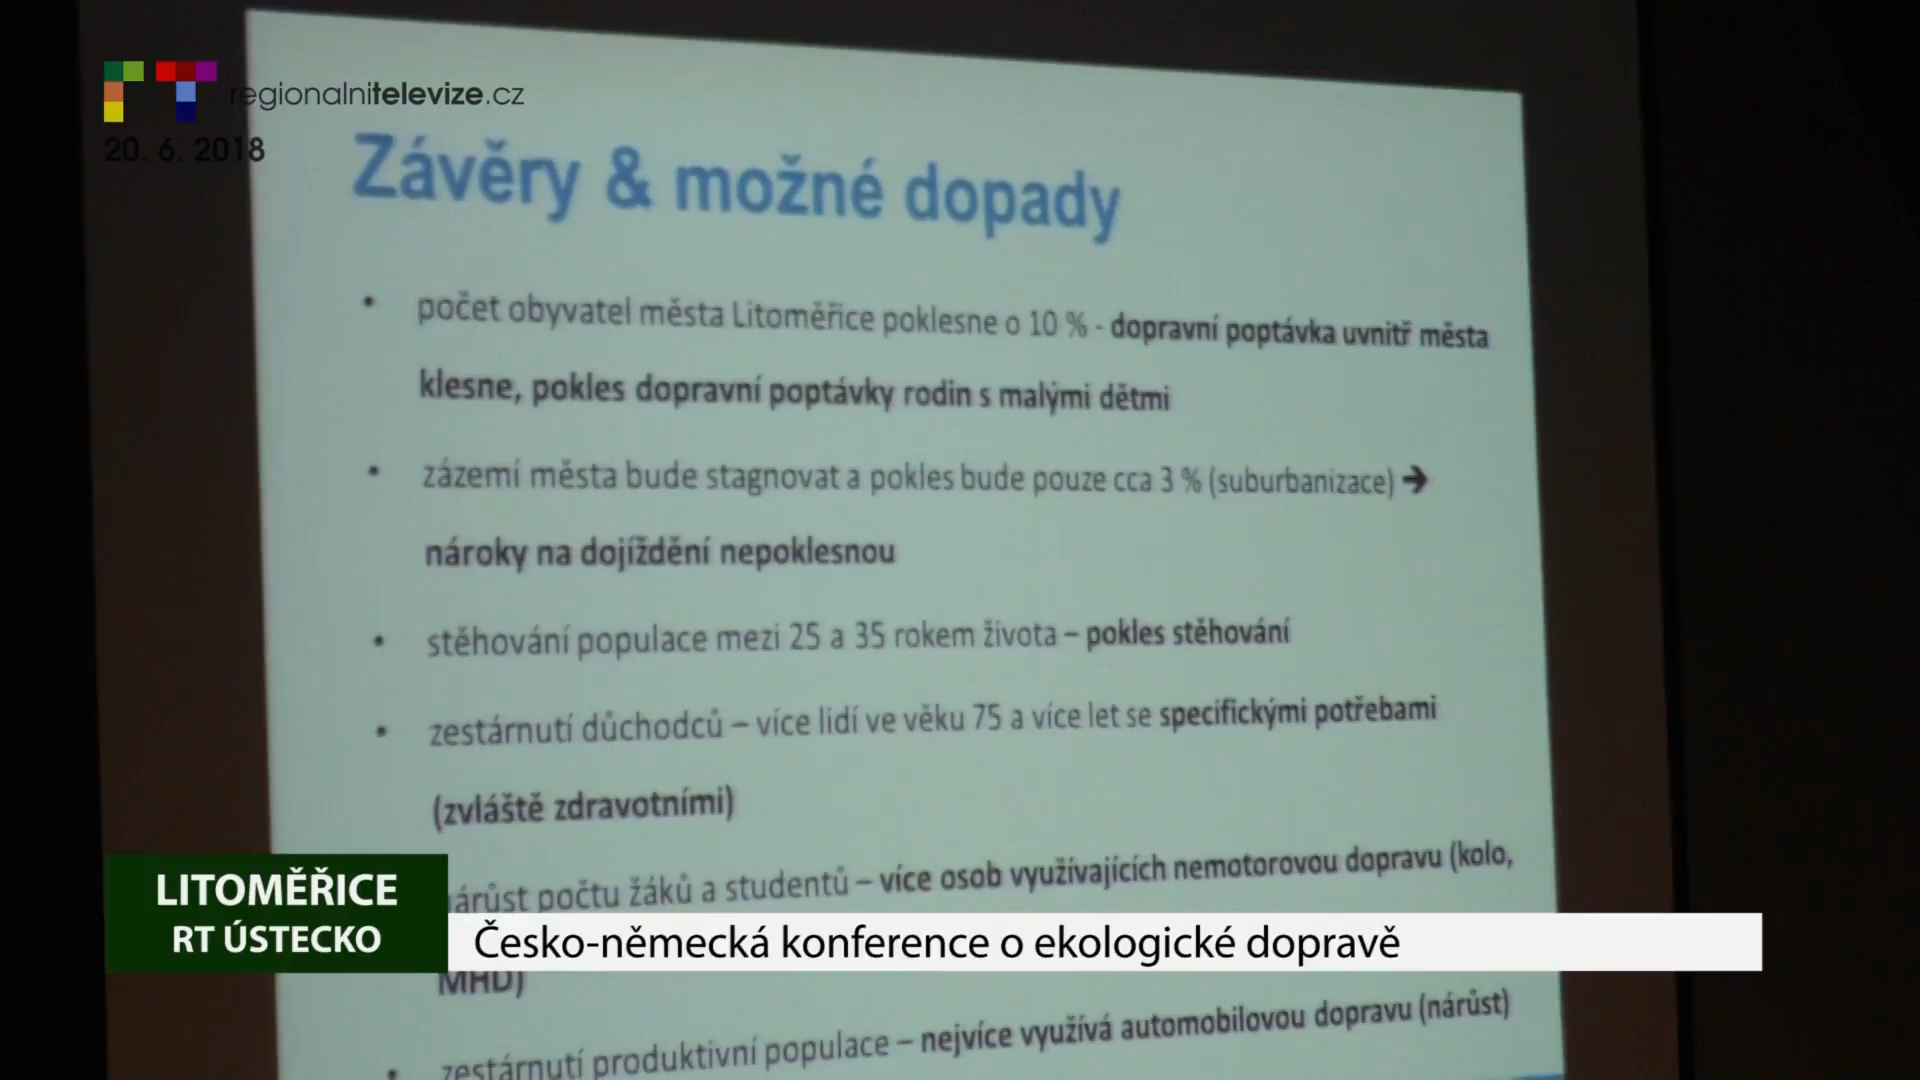 regionalnitelevize.cz
20. 6. 2018
Závěry & možné dopady
• počet obyvatel města Litoměřice poklesne o 10 % - dopravní poptávka uvnitř města
klesne, pokles dopravní poptávky rodin s malými dětmi
• zázemí města bude stagnovat a pokles bude pouze cca 3 % (suburbanizace) ➔
nároky na dojíždění nepoklesnou
• stěhování populace mezi 25 a 35 rokem života – pokles stěhování
• zestárnutí důchodců – více lidí ve věku 75 a více let se specifickými potřebami
(zvláště zdravotními)
nárůst počtu žáků a studentů – více osob využívajících nemotorovou dopravu (kolo,
MHD)
• zestárnutí produktivní populace – nejvíce využívá automobilovou dopravu (nárůst)
LITOMĚŘICE
RT ÚSTECKO
Česko-německá konference o ekologické dopravě